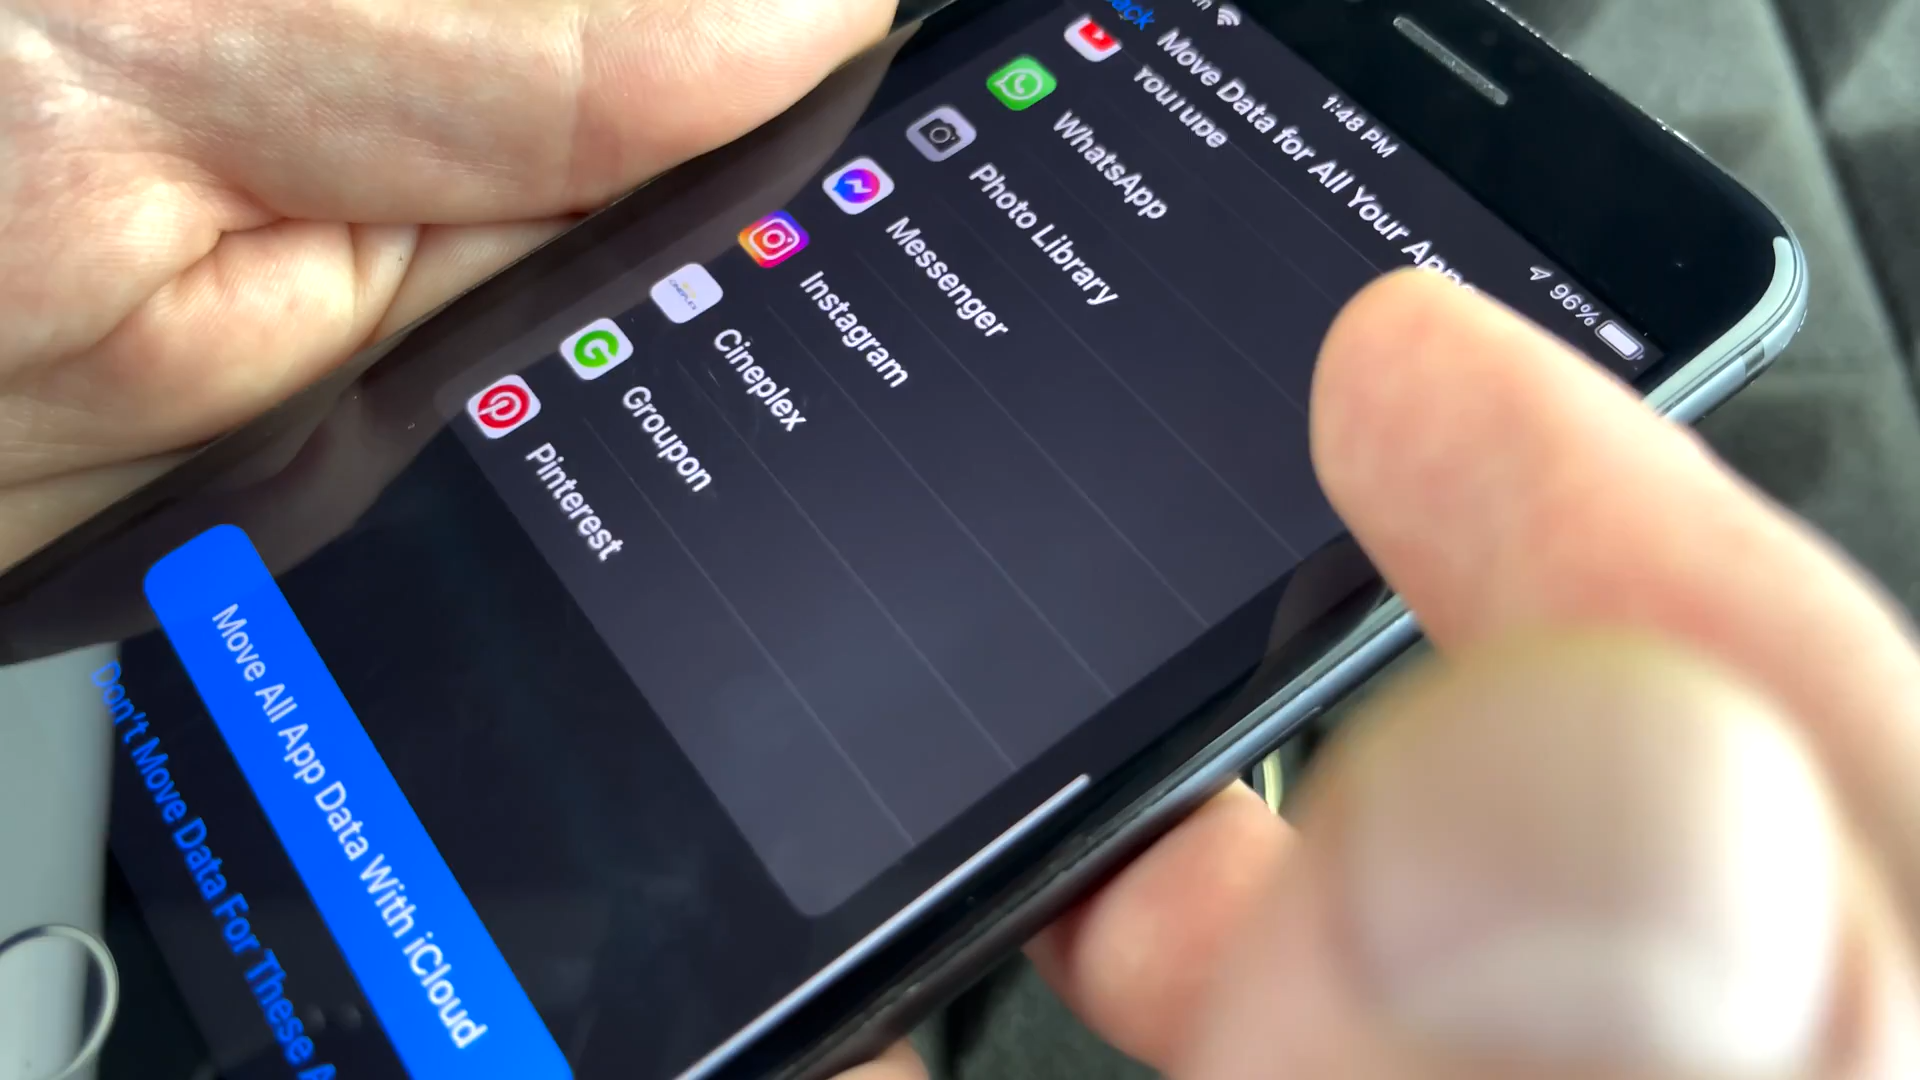 1:48 PM
96%
Move Data for All Your Apps
YouTube
WhatsApp
Photo Library
Messenger
Instagram
CINEPLEX
Cineplex
Groupon
Pinterest
Move All App Data With iCloud
Don't Move Data For These